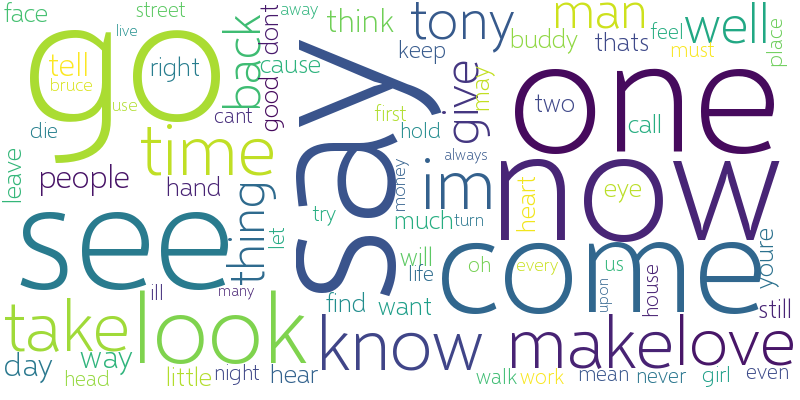 face
street
live
away
go
tell
bruce
right
use
back
good
dont
cause
cant
think
keep
tony
buddy
man
thats
feel
must
well
place
die
time
say
first
hold
give
may
always
one
two
call
leave
people
hand
thing
let
try
money
much
turn
im
heart
now
eye
see
ill
many
will
life
find
want
oh
come
every
us
upon
house
youre
still
take
look
know
make
love
day
way
head
little
night
hear
walk
work
mean
never
girl
even